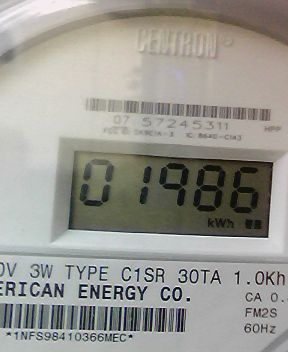 CENTRON®
07 57245311 HPP
01986
kWh
0V 3W TYPE C1SR 30TA 1.0Kh
ERICAN ENERGY CO.
CA 0.
FM2S
60Hz
*1NFS98410366MEC*